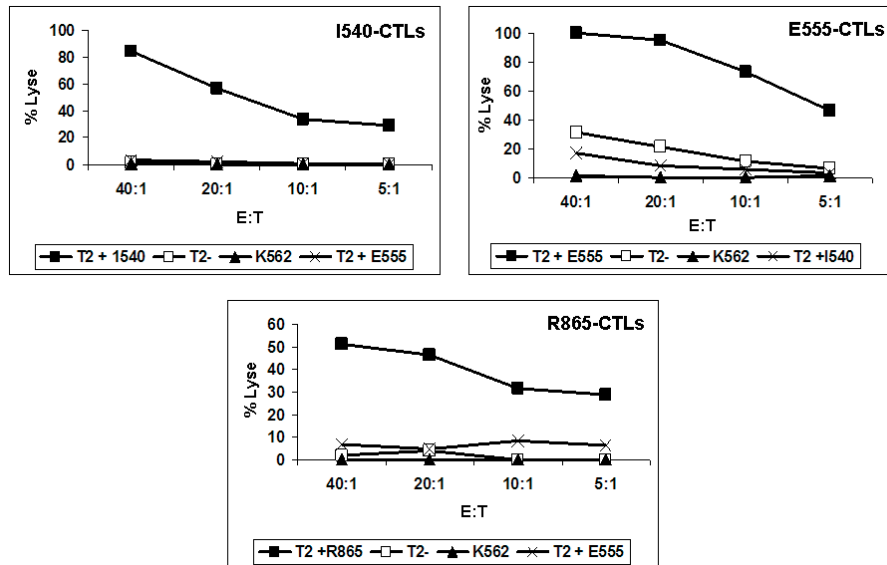 I540-CTLs
% Lyse
100
80
60
40
20
0
40:1 20:1 10:1 5:1
E:T
T2 + 1540 T2- K562 T2 + E555
E555-CTLs
% Lyse
100
80
60
40
20
0
40:1 20:1 10:1 5:1
E:T
T2 + E555 T2- K562 T2 +I540
R865-CTLs
% Lyse
60
50
40
30
20
10
0
40:1 20:1 10:1 5:1
E:T
T2 +R865 T2- K562 T2 + E555